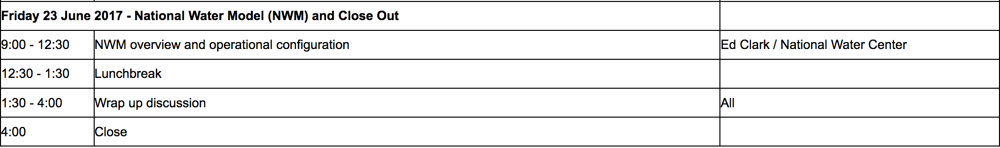 Friday 23 June 2017 - National Water Model (NWM) and Close Out
9:00 - 12:30 NWM overview and operational configuration Ed Clark / National Water Center
12:30 - 1:30 Lunchbreak
1:30 - 4:00 Wrap up discussion All
4:00 Close